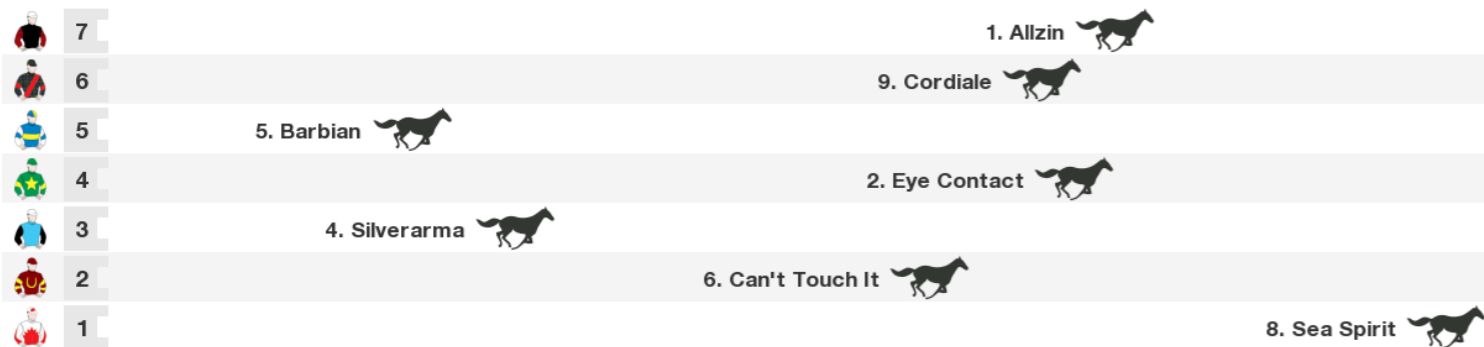 7 1. Allzin
6 9. Cordiale
5 5. Barbian
4 2. Eye Contact
3 4. Silverarma
2 6. Can't Touch It
1 8. Sea Spirit